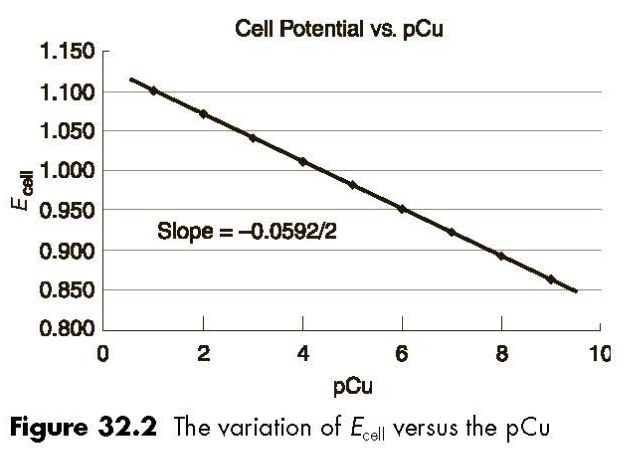 Cell Potential vs. pCu
1.150
1.100
1.050
1.000
0.950
0.900
0.850
0.800
Ecell
Slope = –0.0592/2
0 2 4 6 8 10
pCu
Figure 32.2 The variation of Ecell versus the pCu